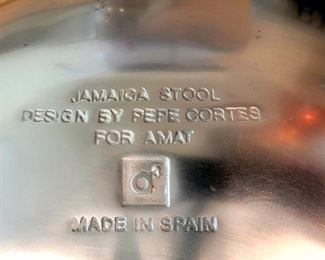 JAMAICA STOOL
DESIGN BY PEPE CORTES
FOR AMAT
MADE IN SPAIN